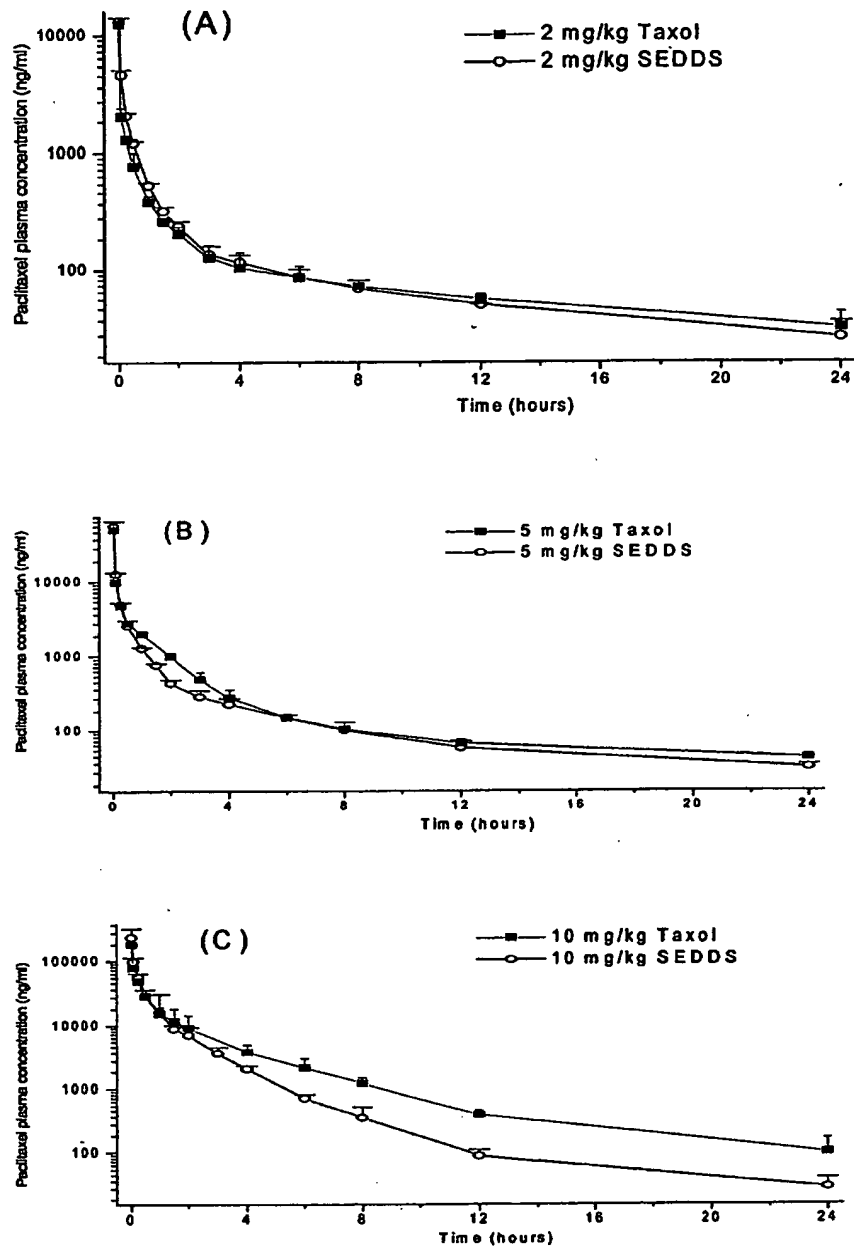 (A)
2 mg/kg Taxol
2 mg/kg SEDDS
Paclitaxel plasma concentration (ng/ml)
10000
1000
100
0 4 8 12 16 20 24
Time (hours)
(B)
5 mg/kg Taxol
5 mg/kg SEDDS
Paclitaxel plasma concentration (ng/ml)
10000
1000
100
0 4 8 12 16 20 24
Time (hours)
(C)
10 mg/kg Taxol
10 mg/kg SEDDS
Paclitaxel plasma concentration (ng/ml)
100000
10000
1000
100
0 4 8 12 16 20 24
Time (hours)